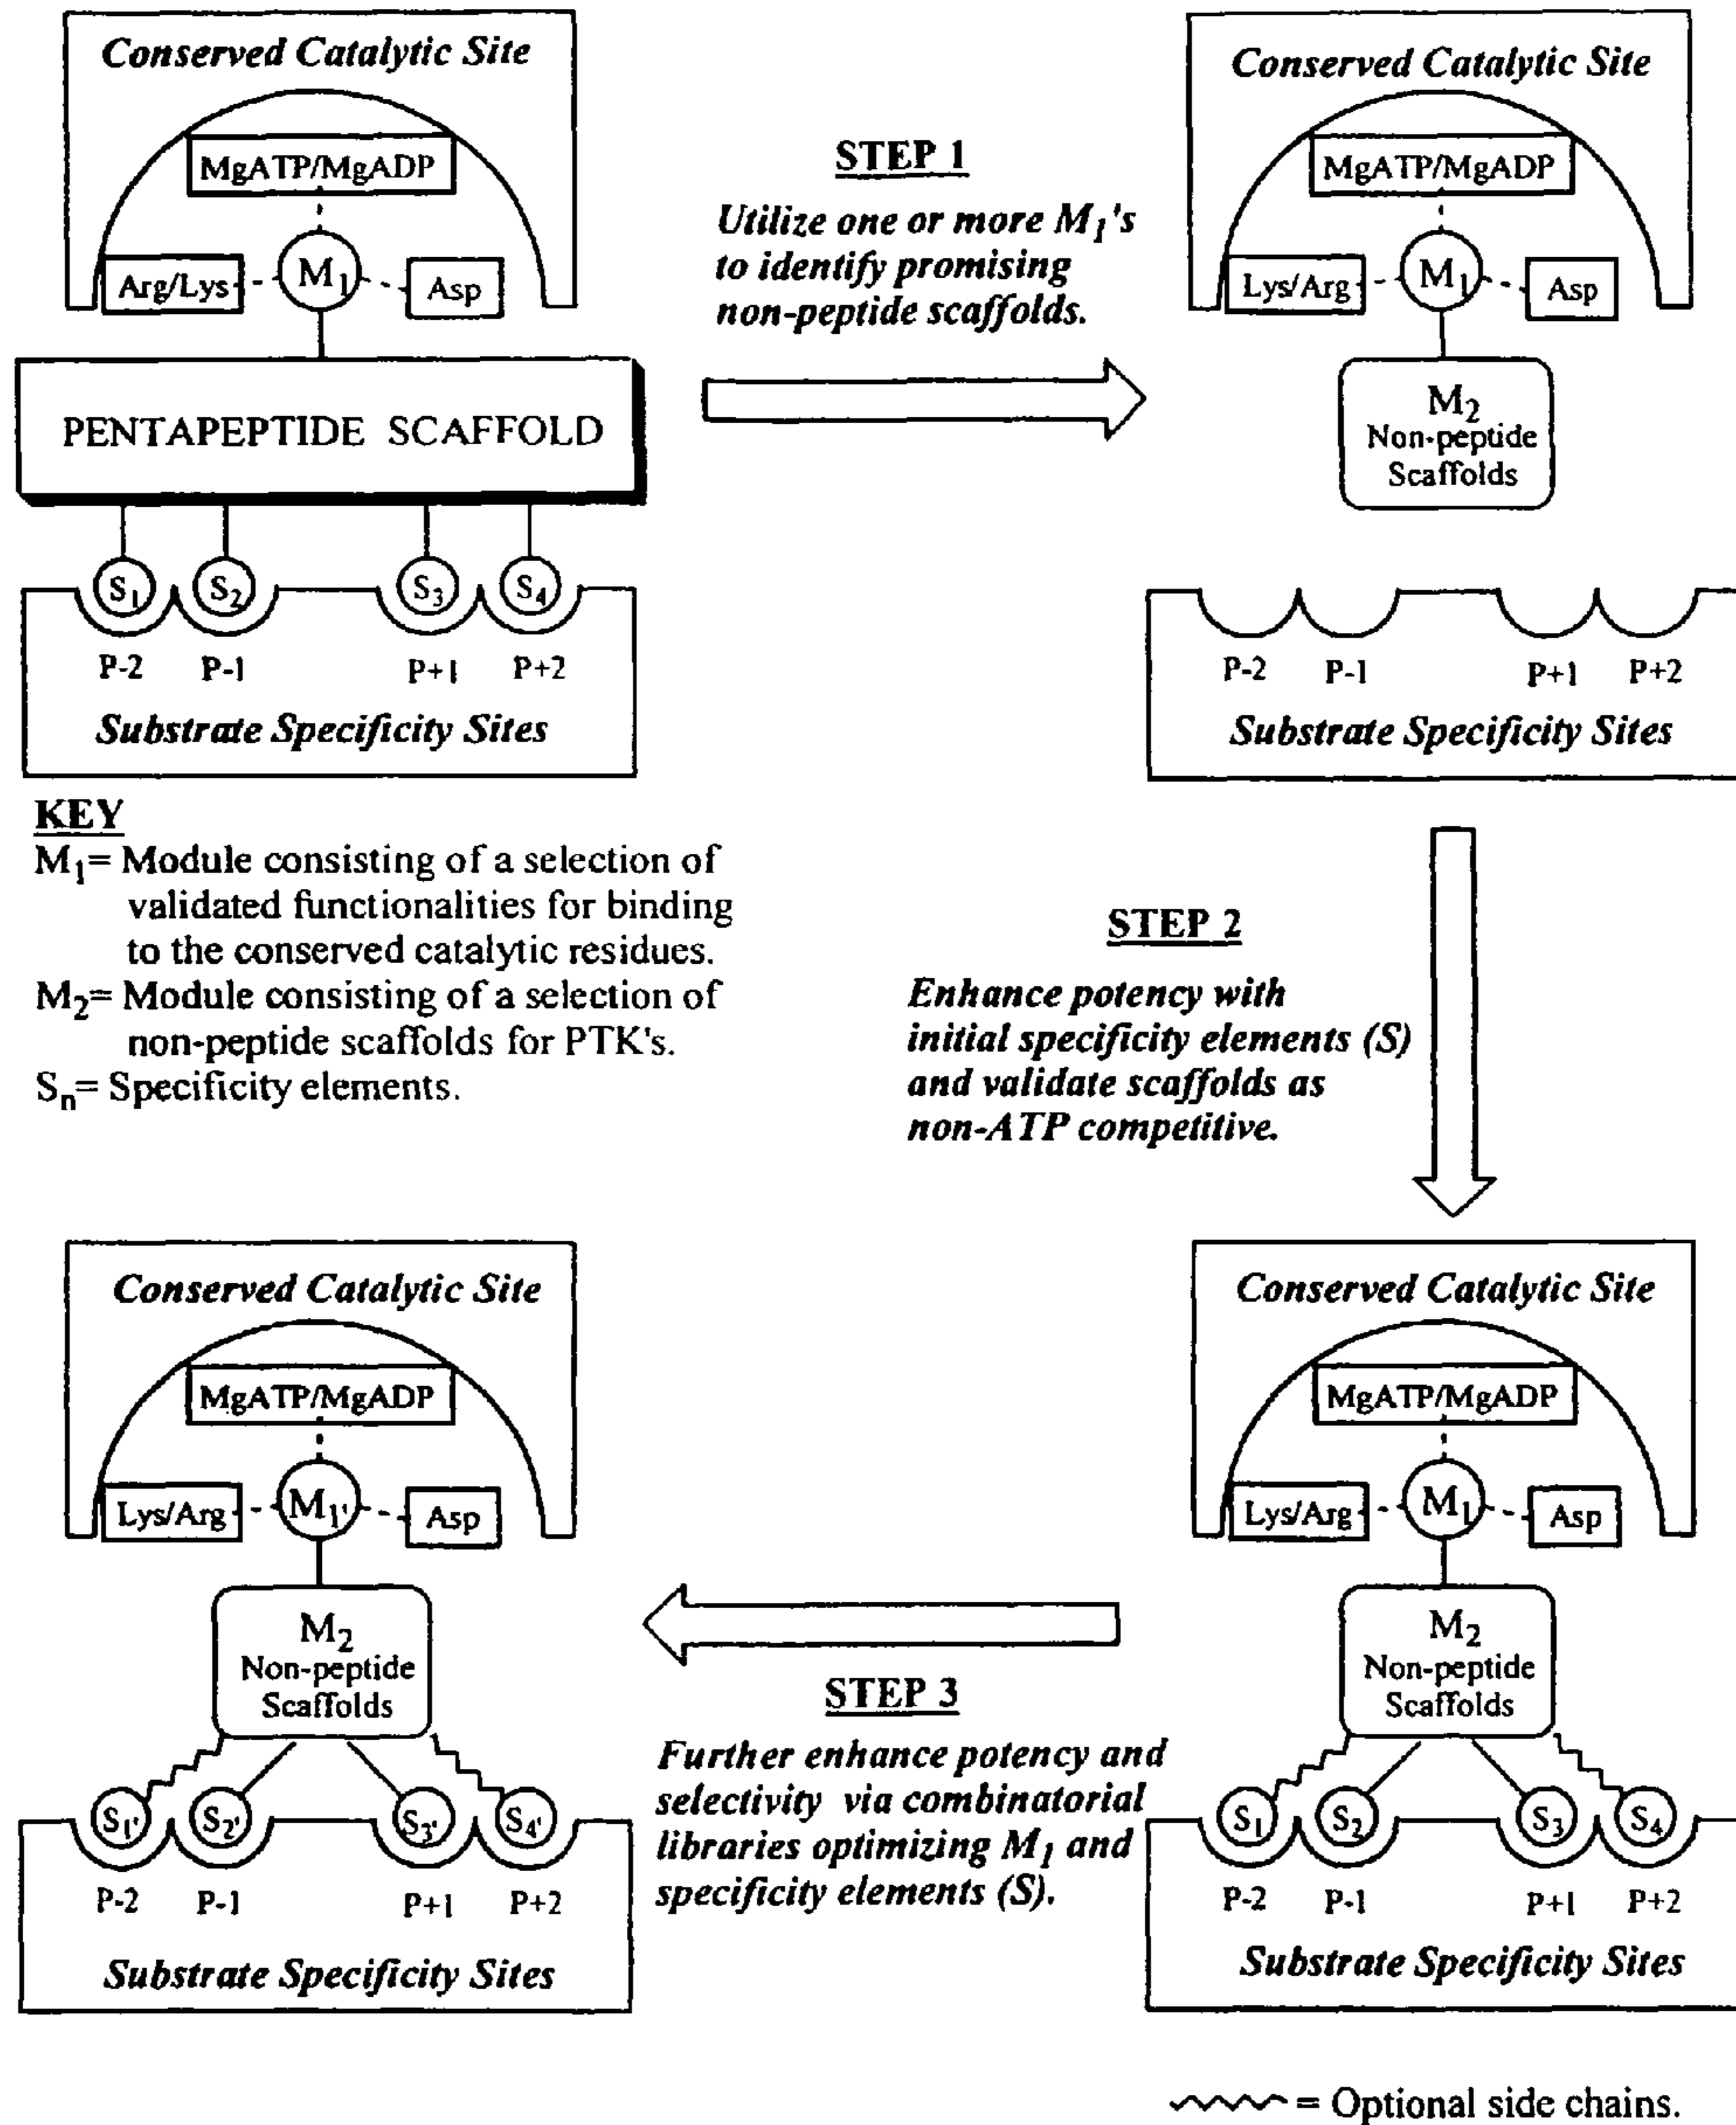 Conserved Catalytic Site
MgATP/MgADP
Arg/Lys
M1
Asp
PENTAPEPTIDE SCAFFOLD
S1
S2
S3
S4
P-2
P-1
P+1
P+2
Substrate Specificity Sites
STEP 1
Utilize one or more M1's
to identify promising
non-peptide scaffolds.
Conserved Catalytic Site
MgATP/MgADP
Lys/Arg
M1
Asp
M2
Non-peptide
Scaffolds
P-2
P-1
P+1
P+2
Substrate Specificity Sites
KEY
M1= Module consisting of a selection of
validated functionalities for binding
to the conserved catalytic residues.
M2= Module consisting of a selection of
non-peptide scaffolds for PTK's.
Sn= Specificity elements.
STEP 2
Enhance potency with
initial specificity elements (S)
and validate scaffolds as
non-ATP competitive.
Conserved Catalytic Site
MgATP/MgADP
Lys/Arg
M1
Asp
M2
Non-peptide
Scaffolds
S1
S2
S3
S4
P-2
P-1
P+1
P+2
Substrate Specificity Sites
STEP 3
Further enhance potency and
selectivity via combinatorial
libraries optimizing M1 and
specificity elements (S).
Conserved Catalytic Site
MgATP/MgADP
Lys/Arg
M1'
Asp
M2
Non-peptide
Scaffolds
S1'
S2'
S3'
S4'
P-2
P-1
P+1
P+2
Substrate Specificity Sites
= Optional side chains.